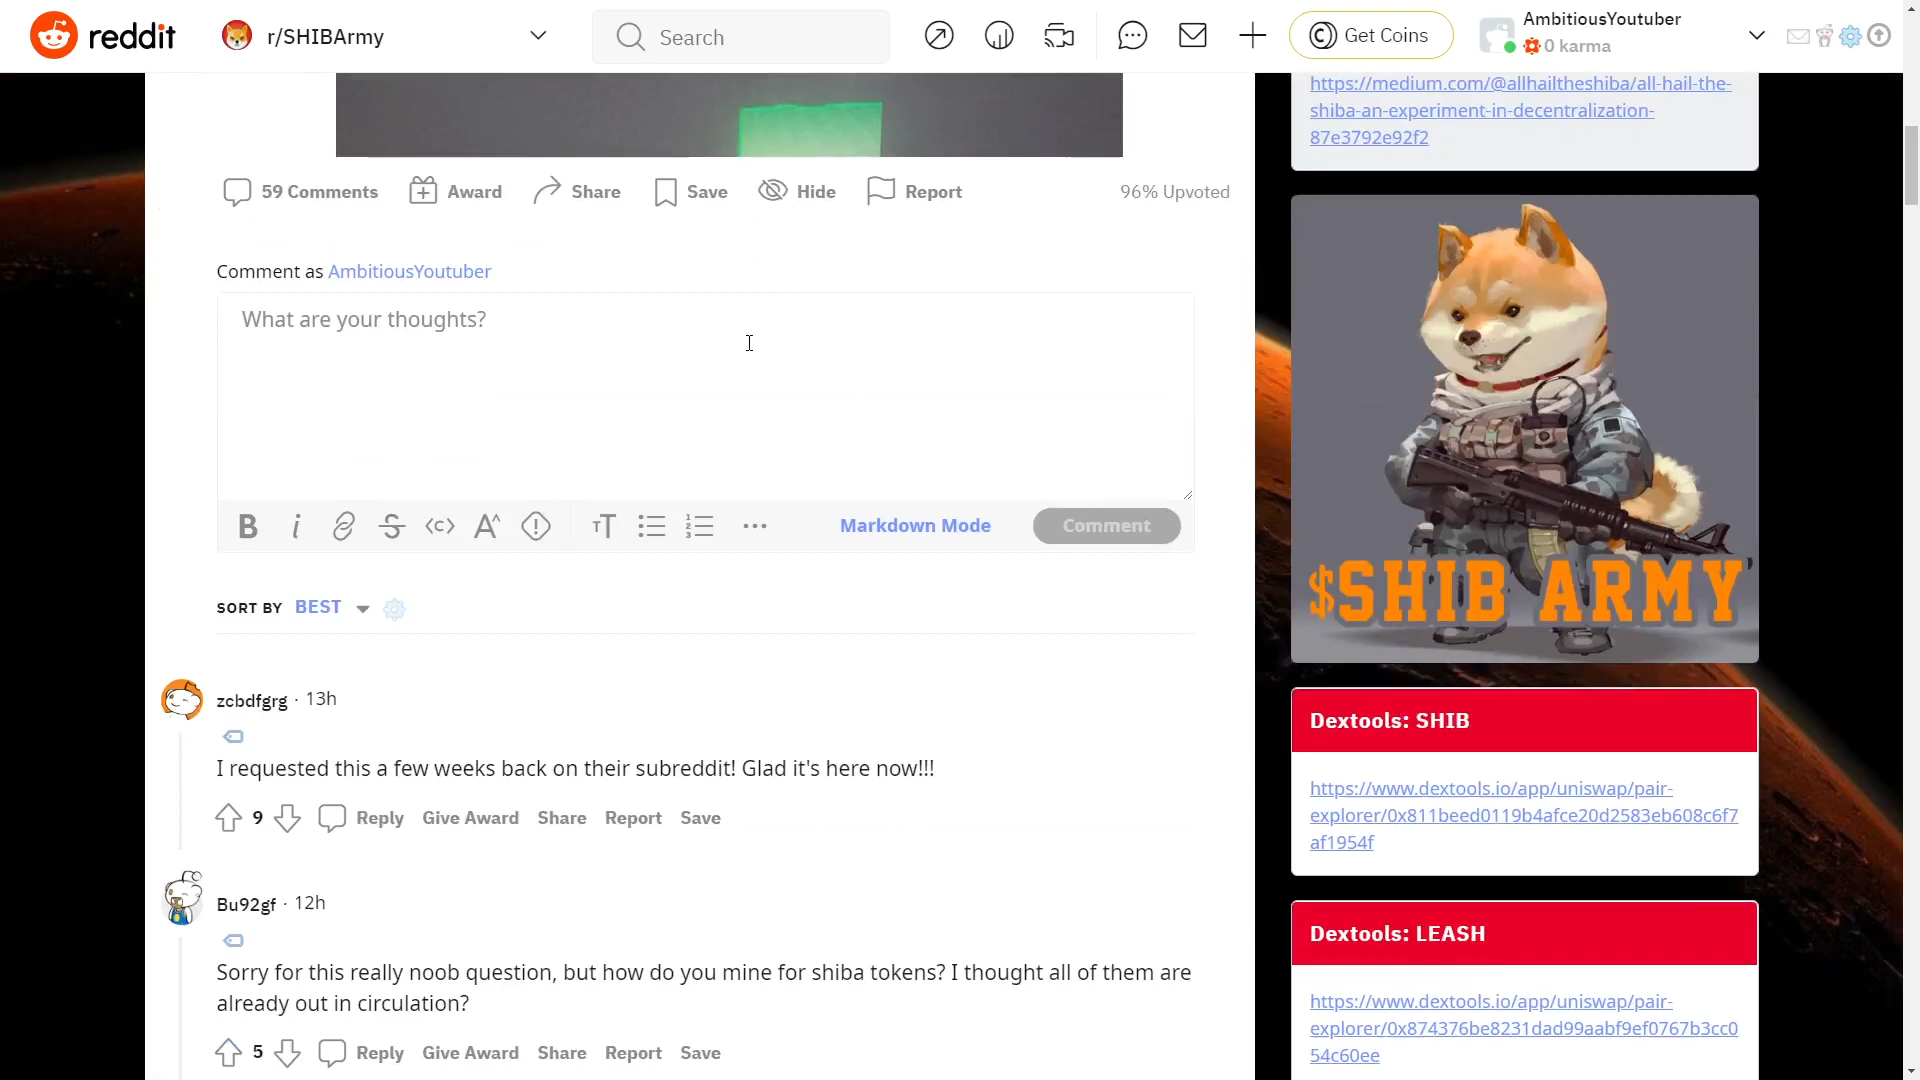 reddit
r/SHIBArmy
Search
Get Coins
AmbitiousYoutuber
0 karma
https://medium.com/@allhailtheshiba/all-hail-the-
shiba-an-experiment-in-decentralization-
87e3792e92f2
59 Comments
Award
Share
Save
Hide
Report
96% Upvoted
Comment as AmbitiousYoutuber
What are your thoughts?
Markdown Mode
Comment
SORT BY BEST
zcbdfgrg · 13h
I requested this a few weeks back on their subreddit! Glad it's here now!!!
9
Reply
Give Award
Share
Report
Save
Bu92gf · 12h
Sorry for this really noob question, but how do you mine for shiba tokens? I thought all of them are
already out in circulation?
5
Reply
Give Award
Share
Report
Save
$SHIB ARMY
Dextools: SHIB
https://www.dextools.io/app/uniswap/pair-
explorer/0x811beed0119b4afce20d2583eb608c6f7
af1954f
Dextools: LEASH
https://www.dextools.io/app/uniswap/pair-
explorer/0x874376be8231dad99aabf9ef0767b3cc0
54c60ee